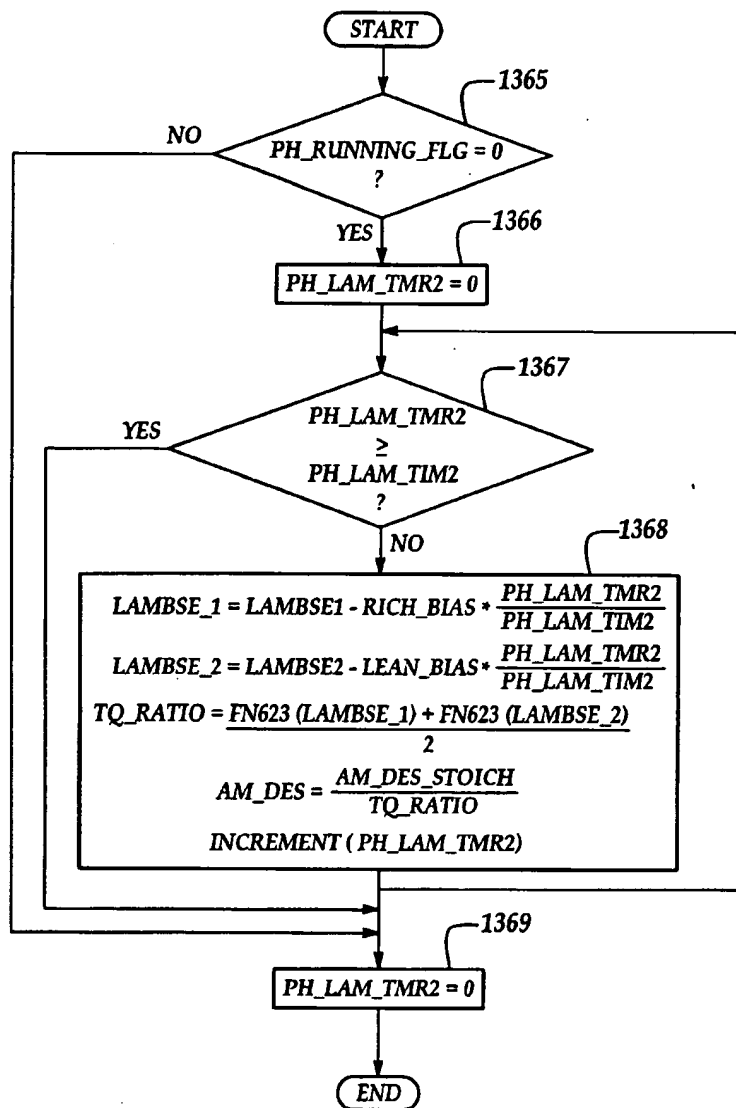 START
1365
NO
PH_RUNNING_FLG = 0
?
YES
1366
PH_LAM_TMR2 = 0
1367
YES
PH_LAM_TMR2
≥
PH_LAM_TIM2
?
NO
1368
LAMBSE_1 = LAMBSE1 - RICH_BIAS * PH_LAM_TMR2
PH_LAM_TIM2
LAMBSE_2 = LAMBSE2 - LEAN_BIAS* PH_LAM_TMR2
PH_LAM_TIM2
TQ_RATIO = FN623 (LAMBSE_1) + FN623 (LAMBSE_2)
2
AM_DES = AM_DES_STOICH
TQ_RATIO
INCREMENT ( PH_LAM_TMR2)
1369
PH_LAM_TMR2 = 0
END